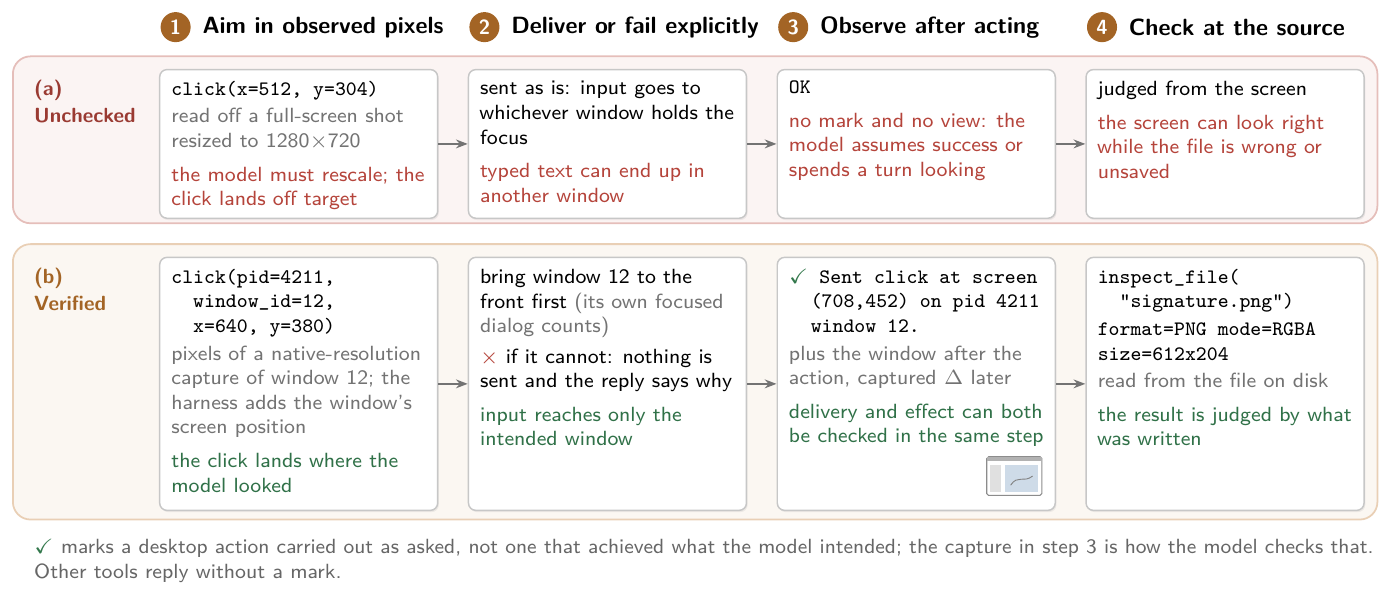 1 Aim in observed pixels
2 Deliver or fail explicitly
3 Observe after acting
4 Check at the source
(a)
Unchecked
click(x=512, y=304)
read off a full-screen shot
resized to 1280×720
the model must rescale; the
click lands off target
sent as is: input goes to
whichever window holds the
focus
typed text can end up in
another window
OK
no mark and no view: the
model assumes success or
spends a turn looking
judged from the screen
the screen can look right
while the file is wrong or
unsaved
(b)
Verified
click(pid=4211,
window_id=12,
x=640, y=380)
pixels of a native-resolution
capture of window 12; the
harness adds the window's
screen position
the click lands where the
model looked
bring window 12 to the
front first (its own focused
dialog counts)
× if it cannot: nothing is
sent and the reply says why
input reaches only the
intended window
✓ Sent click at screen
(708,452) on pid 4211
window 12.
plus the window after the
action, captured Δ later
delivery and effect can both
be checked in the same step
inspect_file(
"signature.png")
format=PNG mode=RGBA
size=612x204
read from the file on disk
the result is judged by what
was written
✓ marks a desktop action carried out as asked, not one that achieved what the model intended; the capture in step 3 is how the model checks that.
Other tools reply without a mark.